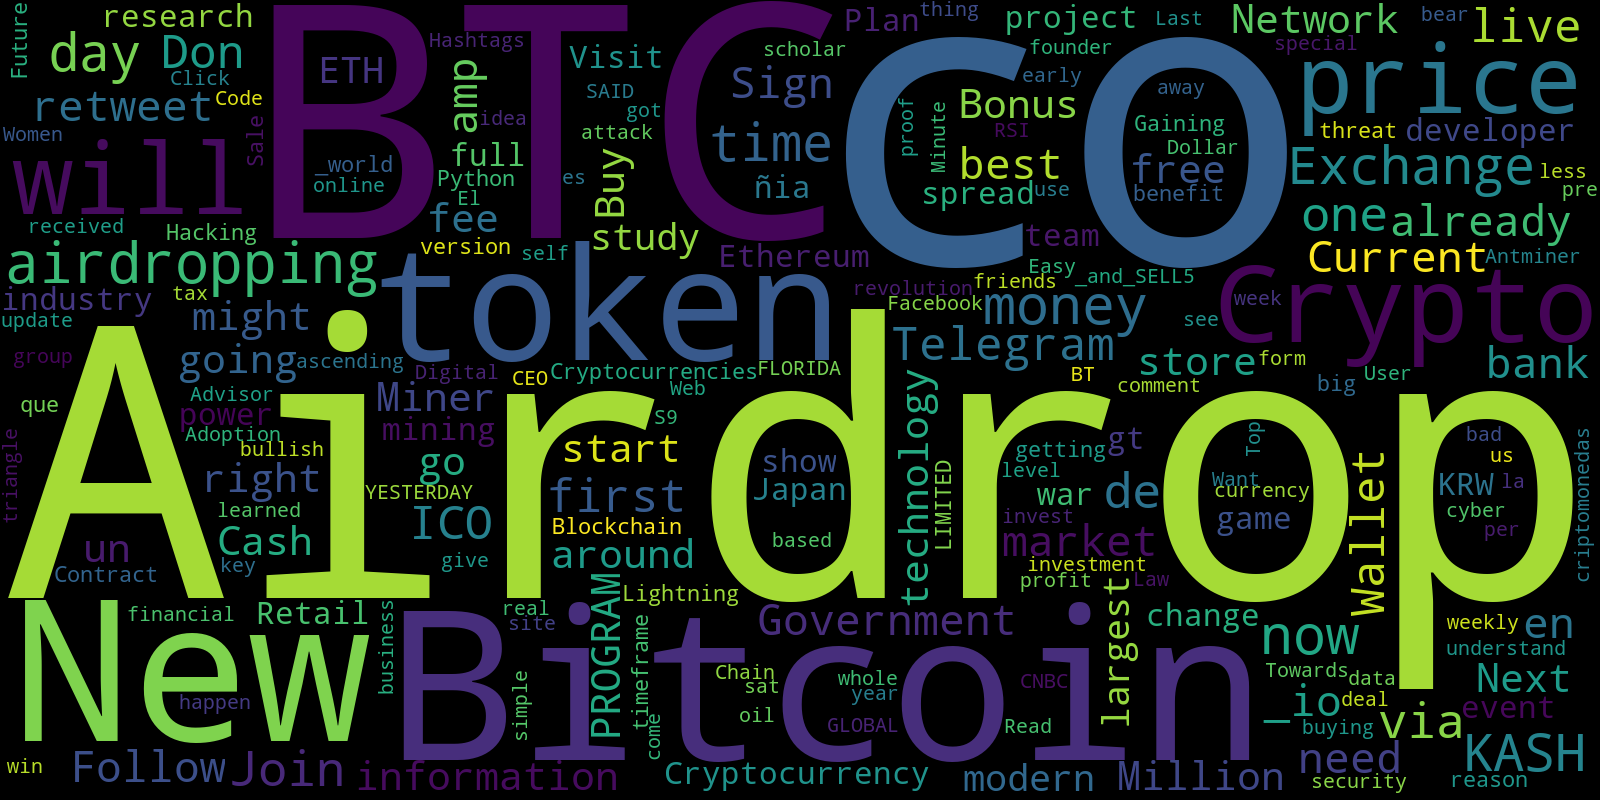 Future
research
day
Don
Click
retweet
Code
Women
will
Sale
received
Hacking
airdropping
BTC
ETH
_world
online
Hashtags
amp
idea
full
Python
El
fee
version
self
es
Visit
SAID
got
attack
Buy
study
Plan
thing
scholar
Sign
time
ñia
Ethereum
co
proof
Minute
project
founder
early
Last
Bonus
RSI
best
spread
use
team
Easy
_and_SELL5
away
Gaining
Dollar
free
benefit
Network
special
bear
live
price
threat
developer
Exchange
less
pre
one
already
Current
Antminer
industry
tax
update
might
group
going
ascending
token
revolution
friends
Facebook
money
see
Crypto
week
Telegram
store
form
bank
Airdrop
Advisor
que
power
Adoption
bullish
triangle
right
learned
Cash
un
Contract
key
Digital
CEO
Cryptocurrencies
FLORIDA
Web
Miner
S9
mining
start
go
YESTERDAY
first
ICO
Blockchain
around
give
show
Japan
based
technology
LIMITED
BT
comment
big
User
getting
gt
level
war
de
invest
market
investment
profit
Law
Top
Want
currency
game
Wallet
bad
us
KRW
la
cyber
per
criptomonedas
New
financial
Retail
business
happen
win
Follow
Join
information
Bitcoin
real
site
simple
PROGRAM
Lightning
timeframe
come
Government
Chain
sat
oil
whole
year
GLOBAL
CNBC
Read
largest
change
now
weekly
en
understand
Towards
data
Next
_io
deal
buying
via
event
Cryptocurrency
modern
Million
need
security
KASH
reason